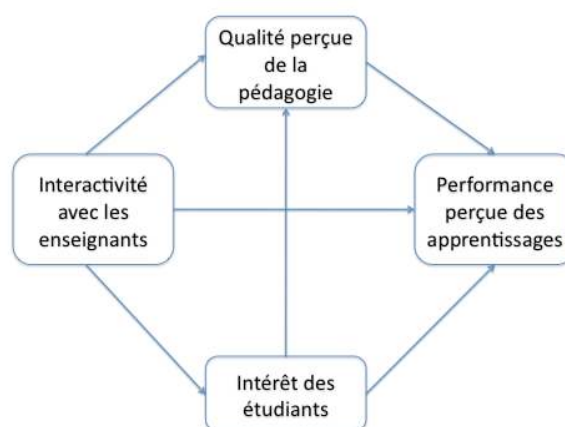 Qualité perçue
de la
pédagogie
Interactivité
avec les
enseignants
Performance
perçue des
apprentissages
Intérêt des
étudiants